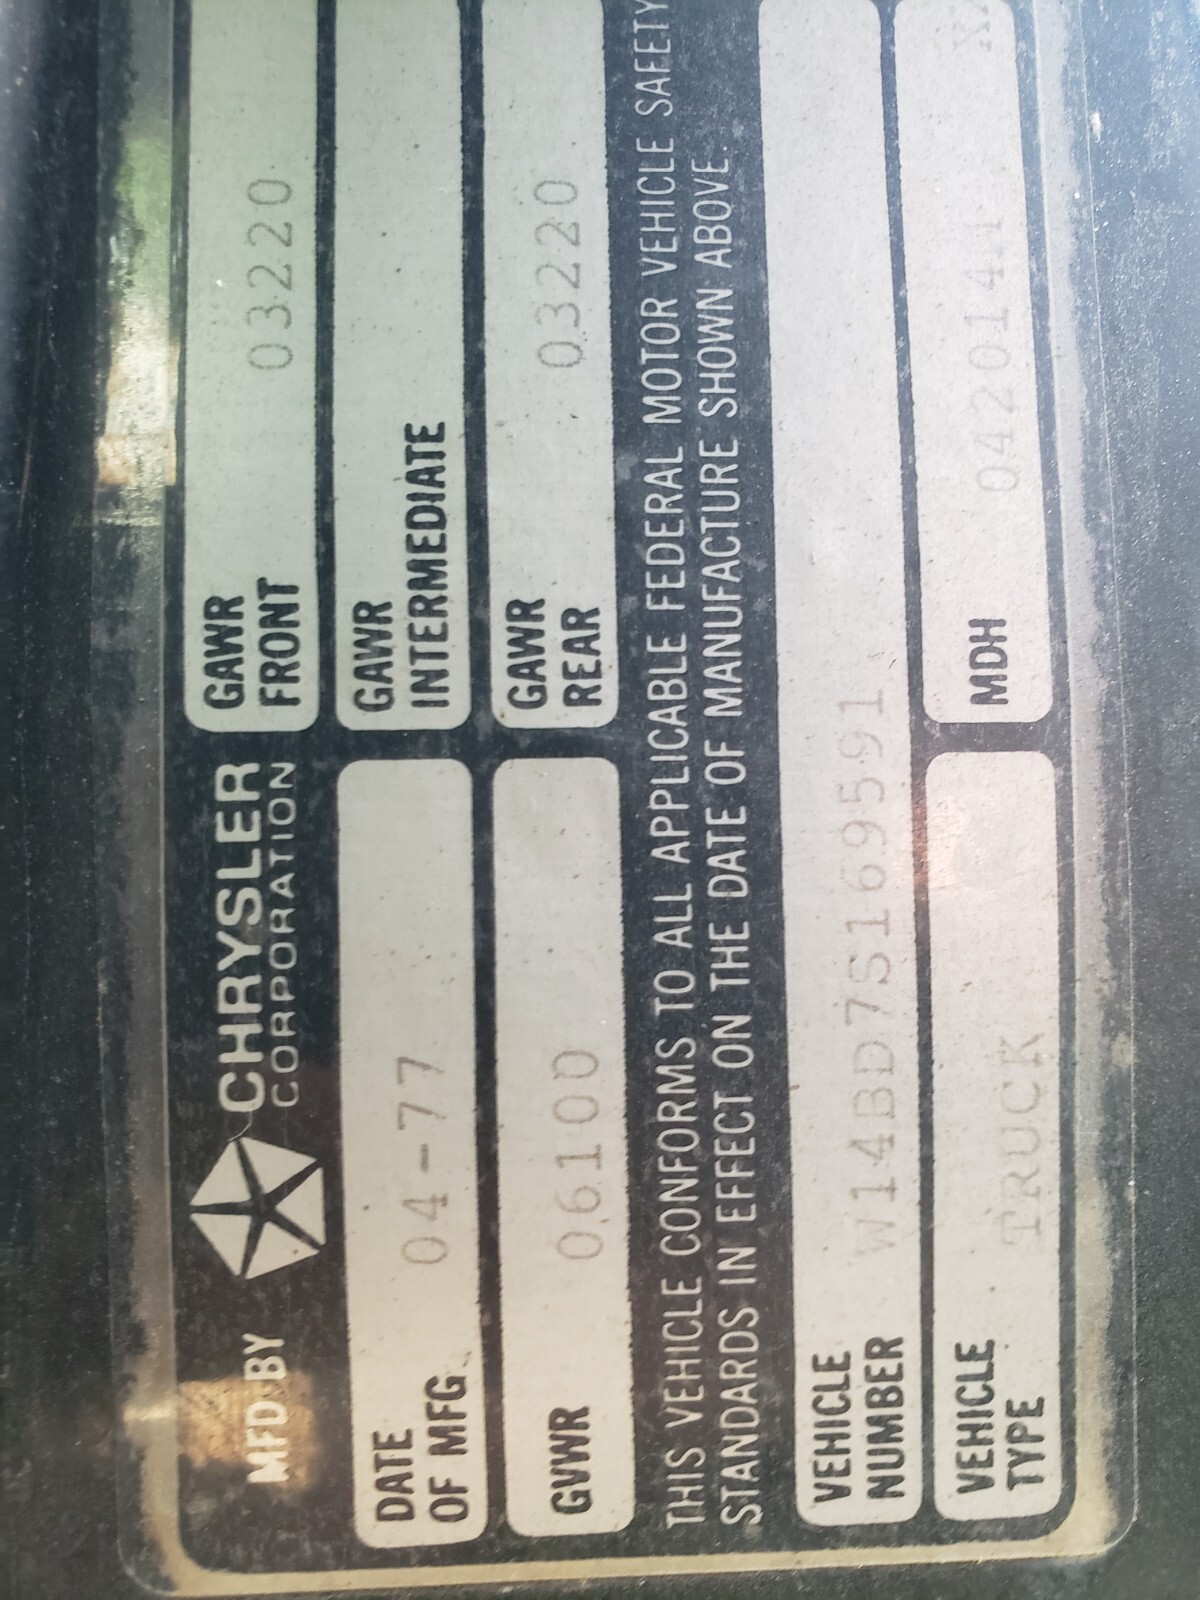 MFD BY CHRYSLER CORPORATION
GAWR FRONT 03220
DATE OF MFG. 04-77
GAWR INTERMEDIATE
GVWR 06100
GAWR REAR 03220
THIS VEHICLE CONFORMS TO ALL APPLICABLE FEDERAL MOTOR VEHICLE SAFETY
STANDARDS IN EFFECT ON THE DATE OF MANUFACTURE SHOWN ABOVE.
VEHICLE NUMBER W14BD7S169591
VEHICLE TYPE TRUCK
MDH